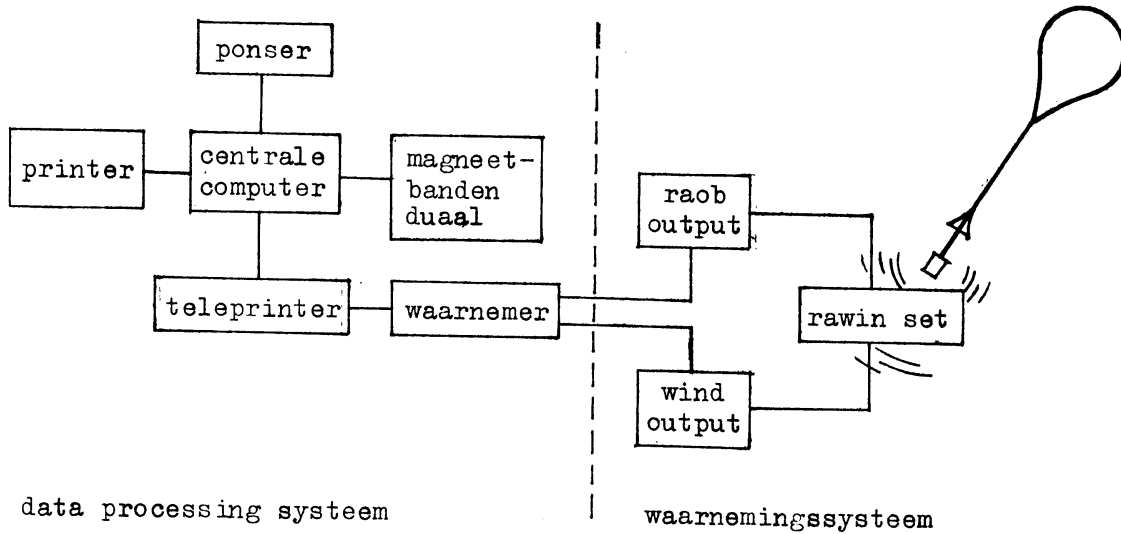 ponser
printer
centrale
computer
magneet-
banden
duaal
raob
output
teleprinter
waarnemer
rawin set
wind
output
data processing systeem
waarnemingssysteem